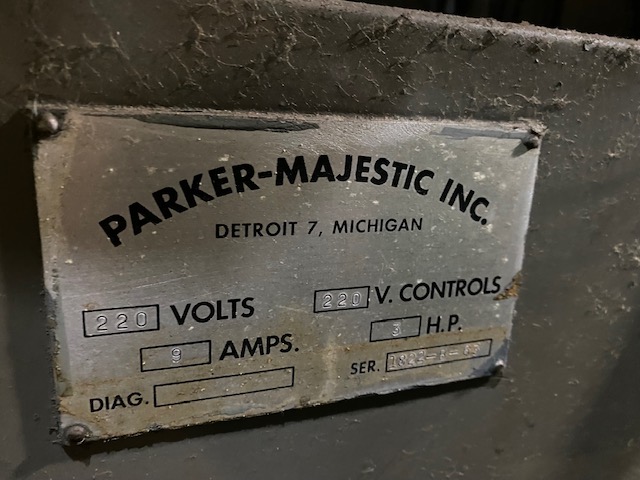 PARKER-MAJESTIC INC.
DETROIT 7, MICHIGAN
220 VOLTS
220 V. CONTROLS
9 AMPS.
3 H.P.
DIAG.
SER.